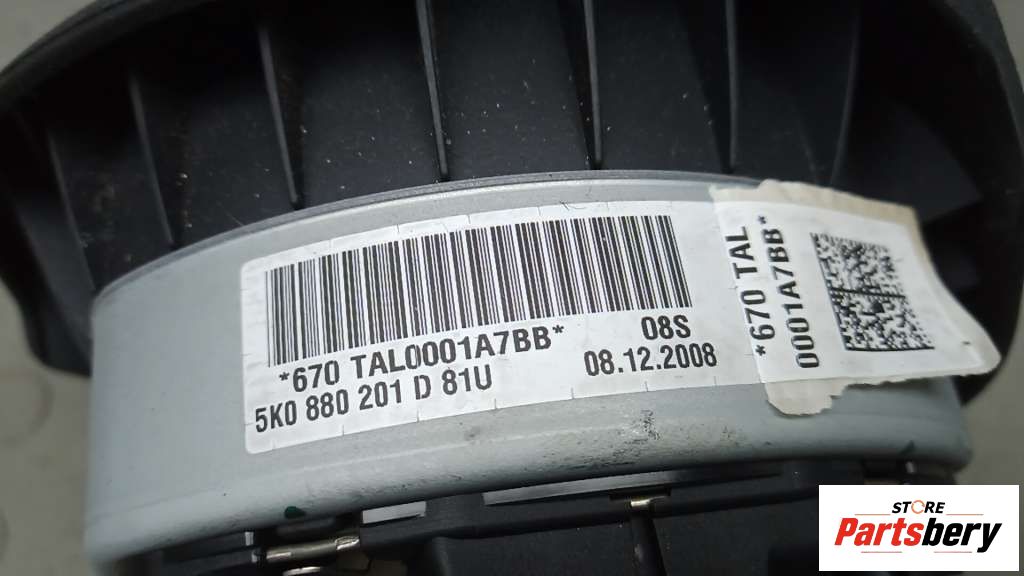 *670 TAL0001A7BB* 08S
5K0 880 201 D 81U 08.12.2008
*670 TAL
0001A7BB*
STORE
Partsbery